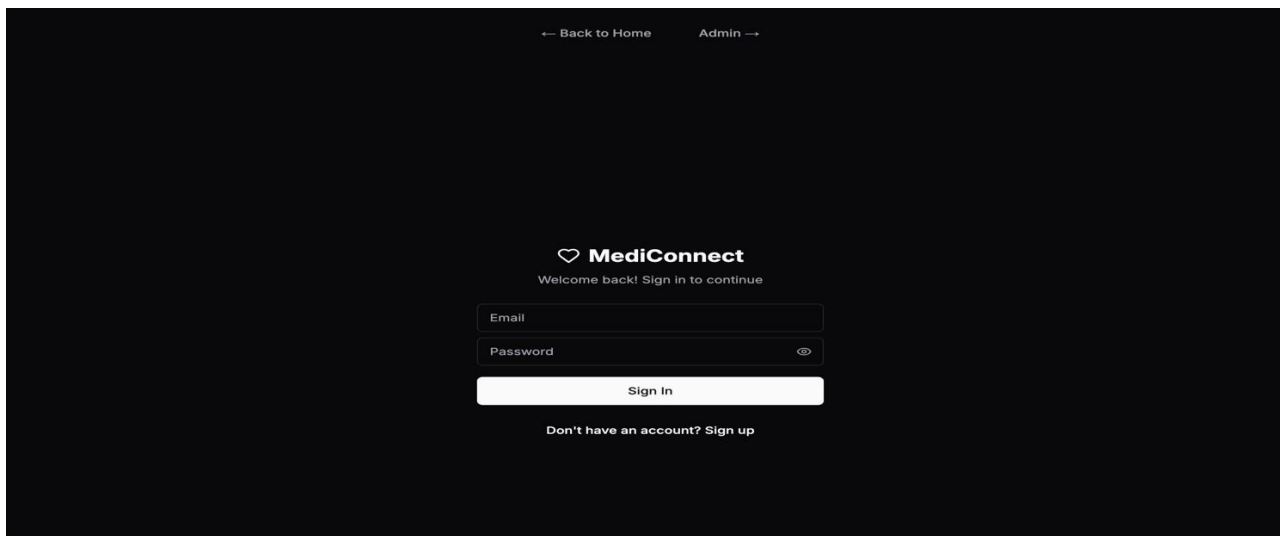 ← Back to Home Admin →
MediConnect
Welcome back! Sign in to continue
Email
Password
Sign In
Don't have an account? Sign up